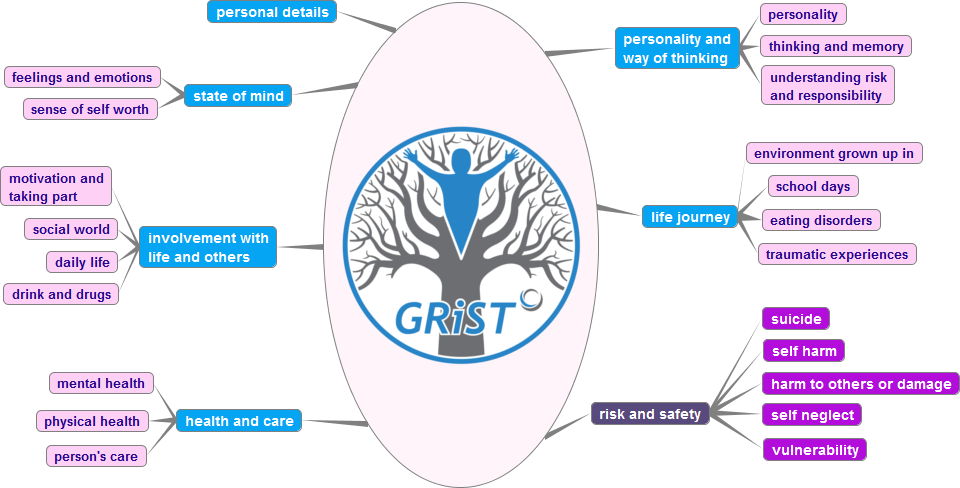 personal details
state of mind
feelings and emotions
sense of self worth
involvement with
life and others
motivation and
taking part
social world
daily life
drink and drugs
health and care
mental health
physical health
person's care
GRiST
personality and
way of thinking
personality
thinking and memory
understanding risk
and responsibility
life journey
environment grown up in
school days
eating disorders
traumatic experiences
risk and safety
suicide
self harm
harm to others or damage
self neglect
vulnerability